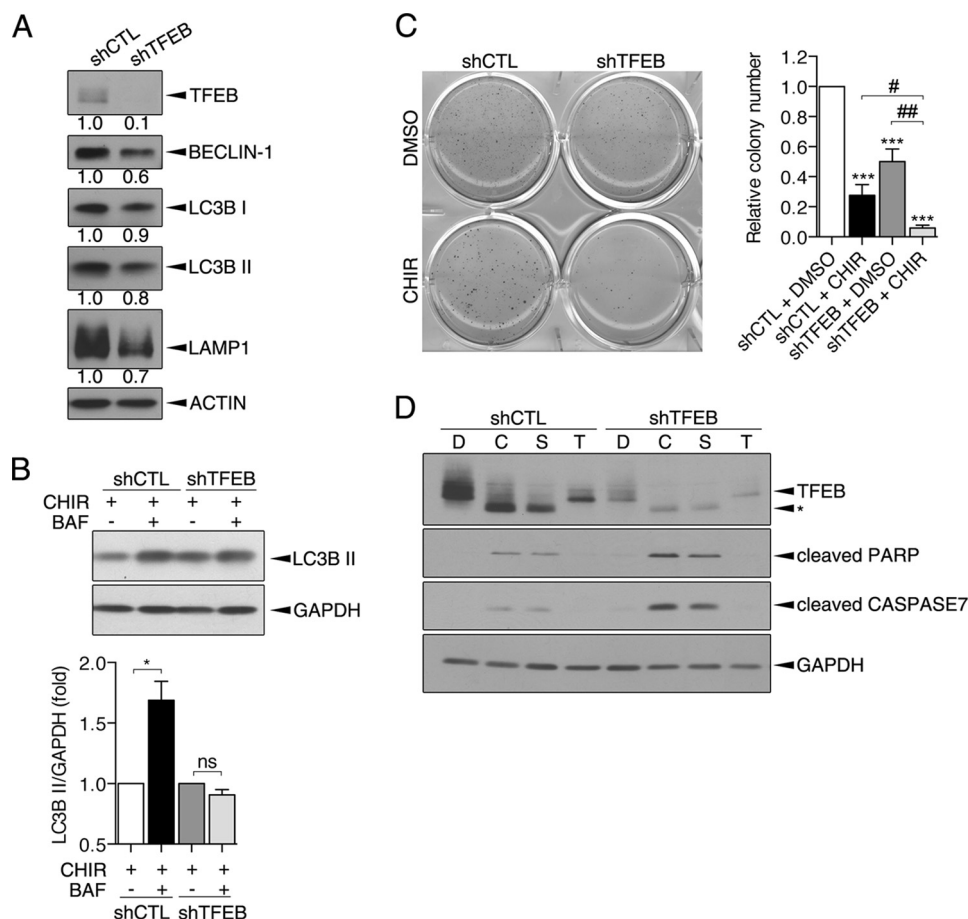 A
shCTL
shTFEB
TFEB
1.0 0.1
BECLIN-1
1.0 0.6
LC3B I
1.0 0.9
LC3B II
1.0 0.8
LAMP1
1.0 0.7
ACTIN
B
shCTL shTFEB
CHIR + + + +
BAF - + - +
LC3B II
GAPDH
LC3B II/GAPDH (fold)
2.0
1.5
1.0
0.5
*
ns
CHIR + + + +
BAF - + - +
shCTL shTFEB
C
shCTL shTFEB
DMSO
CHIR
Relative colony number
1.2
1.0
0.8
0.6
0.4
0.2
0.0
#
##
***
***
***
shCTL + DMSO
shCTL + CHIR
shTFEB + DMSO
shTFEB + CHIR
D
shCTL shTFEB
D C S T D C S T
TFEB
*
cleaved PARP
cleaved CASPASE7
GAPDH